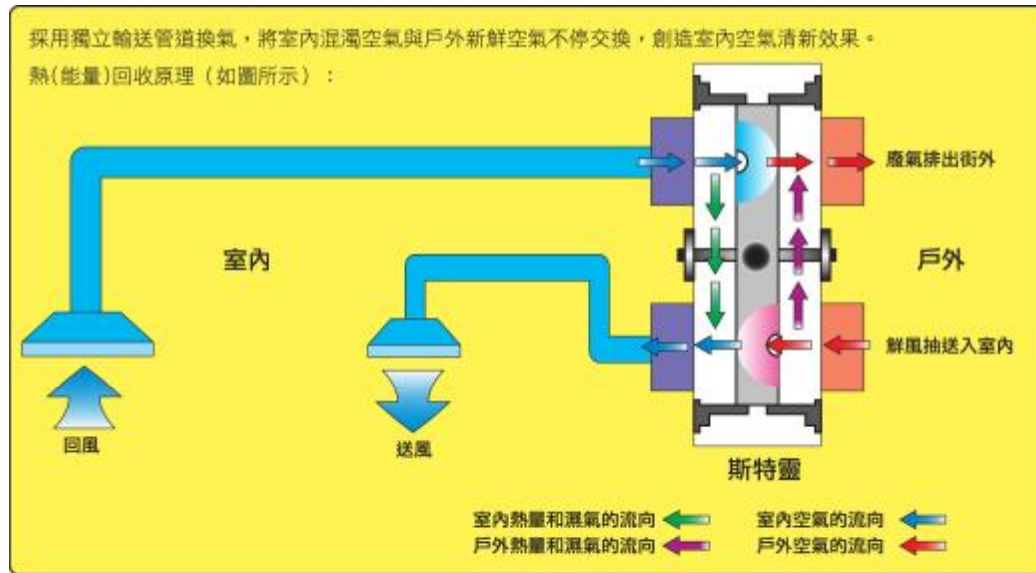 採用獨立輸送管道換氣，將室內混濁空氣與戶外新鮮空氣不停交換，創造室內空氣清新效果。
熱(能量)回收原理（如圖所示）：
廢氣排出街外
室內
戶外
鮮風抽送入室內
回風
送風
斯特靈
室內熱量和濕氣的流向
室內空氣的流向
戶外熱量和濕氣的流向
戶外空氣的流向